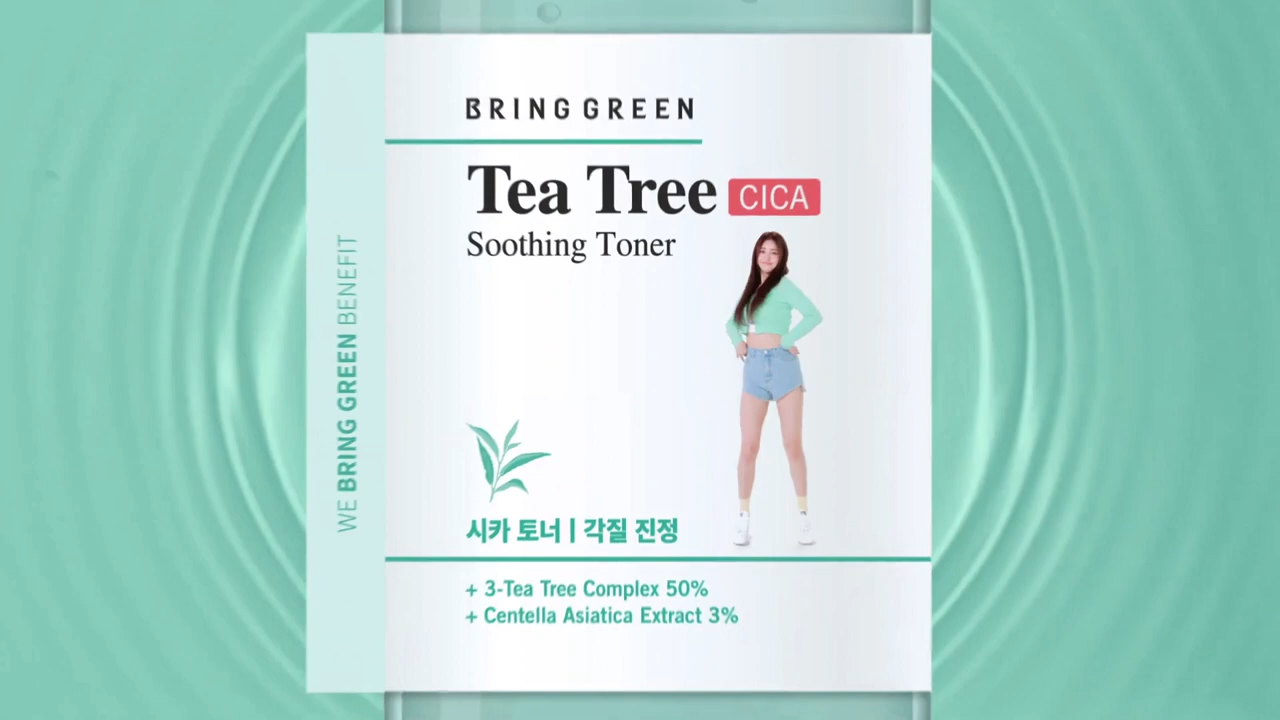 BRING GREEN
Tea Tree CICA
Soothing Toner
WE BRING GREEN BENEFIT
시카 토너 | 각질 진정
+ 3-Tea Tree Complex 50%
+ Centella Asiatica Extract 3%